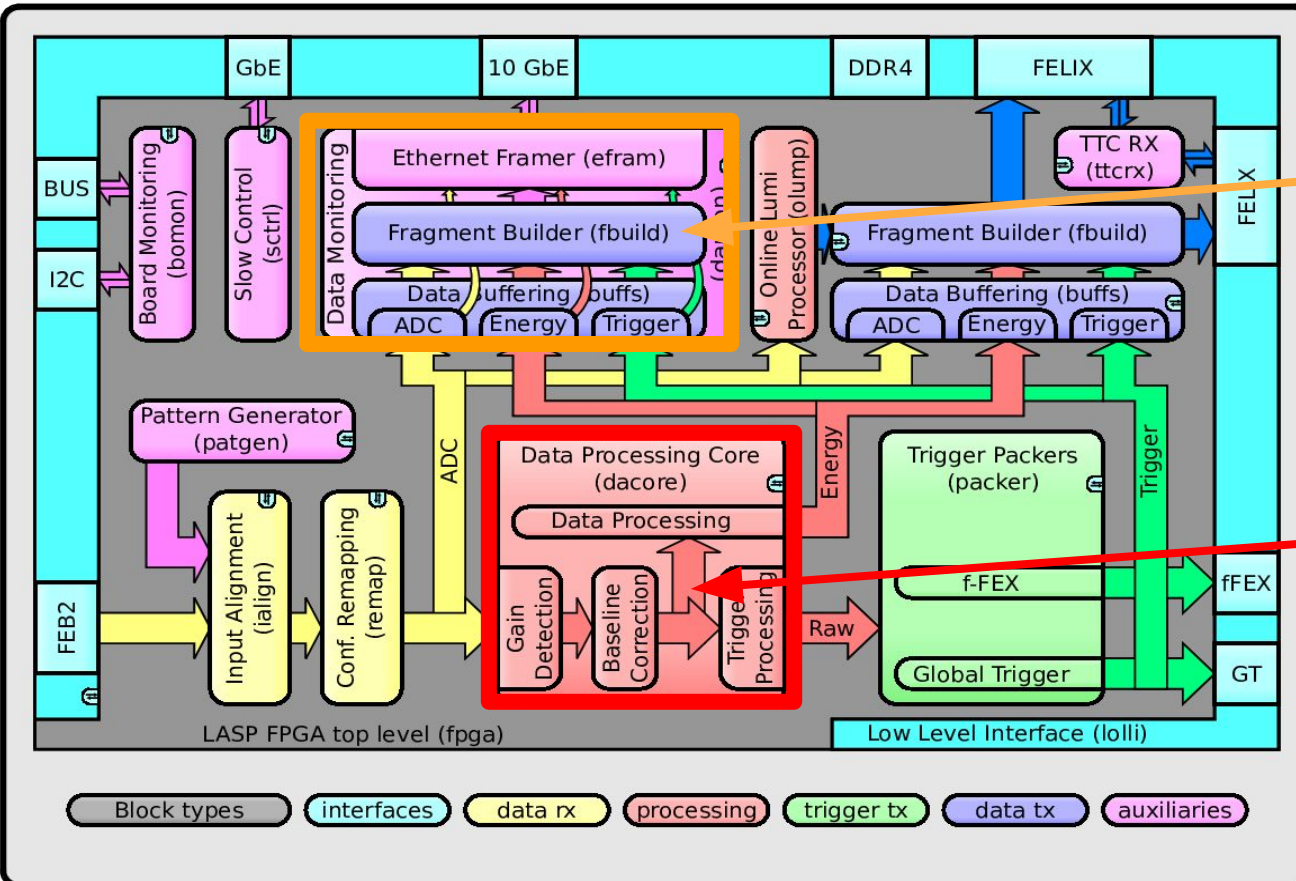 GbE
10 GbE
DDR4
FELIX
BUS
I2C
FEB2
Board Monitoring
(bomon)
Slow Control
(sctrl)
Data Monitoring
Ethernet Framer (efram)
Fragment Builder (fbuild)
Data Buffering (buffs)
ADC
Energy
Trigger
Online Lumi
Processor (olump)
TTC RX
(ttcrx)
FELIX
Fragment Builder (fbuild)
Data Buffering (buffs)
ADC
Energy
Trigger
Pattern Generator
(patgen)
ADC
Input Alignment
(ialign)
Conf. Remapping
(remap)
Data Processing Core
(dacore)
Data Processing
Gain
Detection
Baseline
Correction
Trigger
Processing
Energy
Raw
Trigger Packers
(packer)
f-FEX
Global Trigger
Trigger
fFEX
GT
LASP FPGA top level (fpga)
Low Level Interface (lolli)
Block types
interfaces
data rx
processing
trigger tx
data tx
auxiliaries